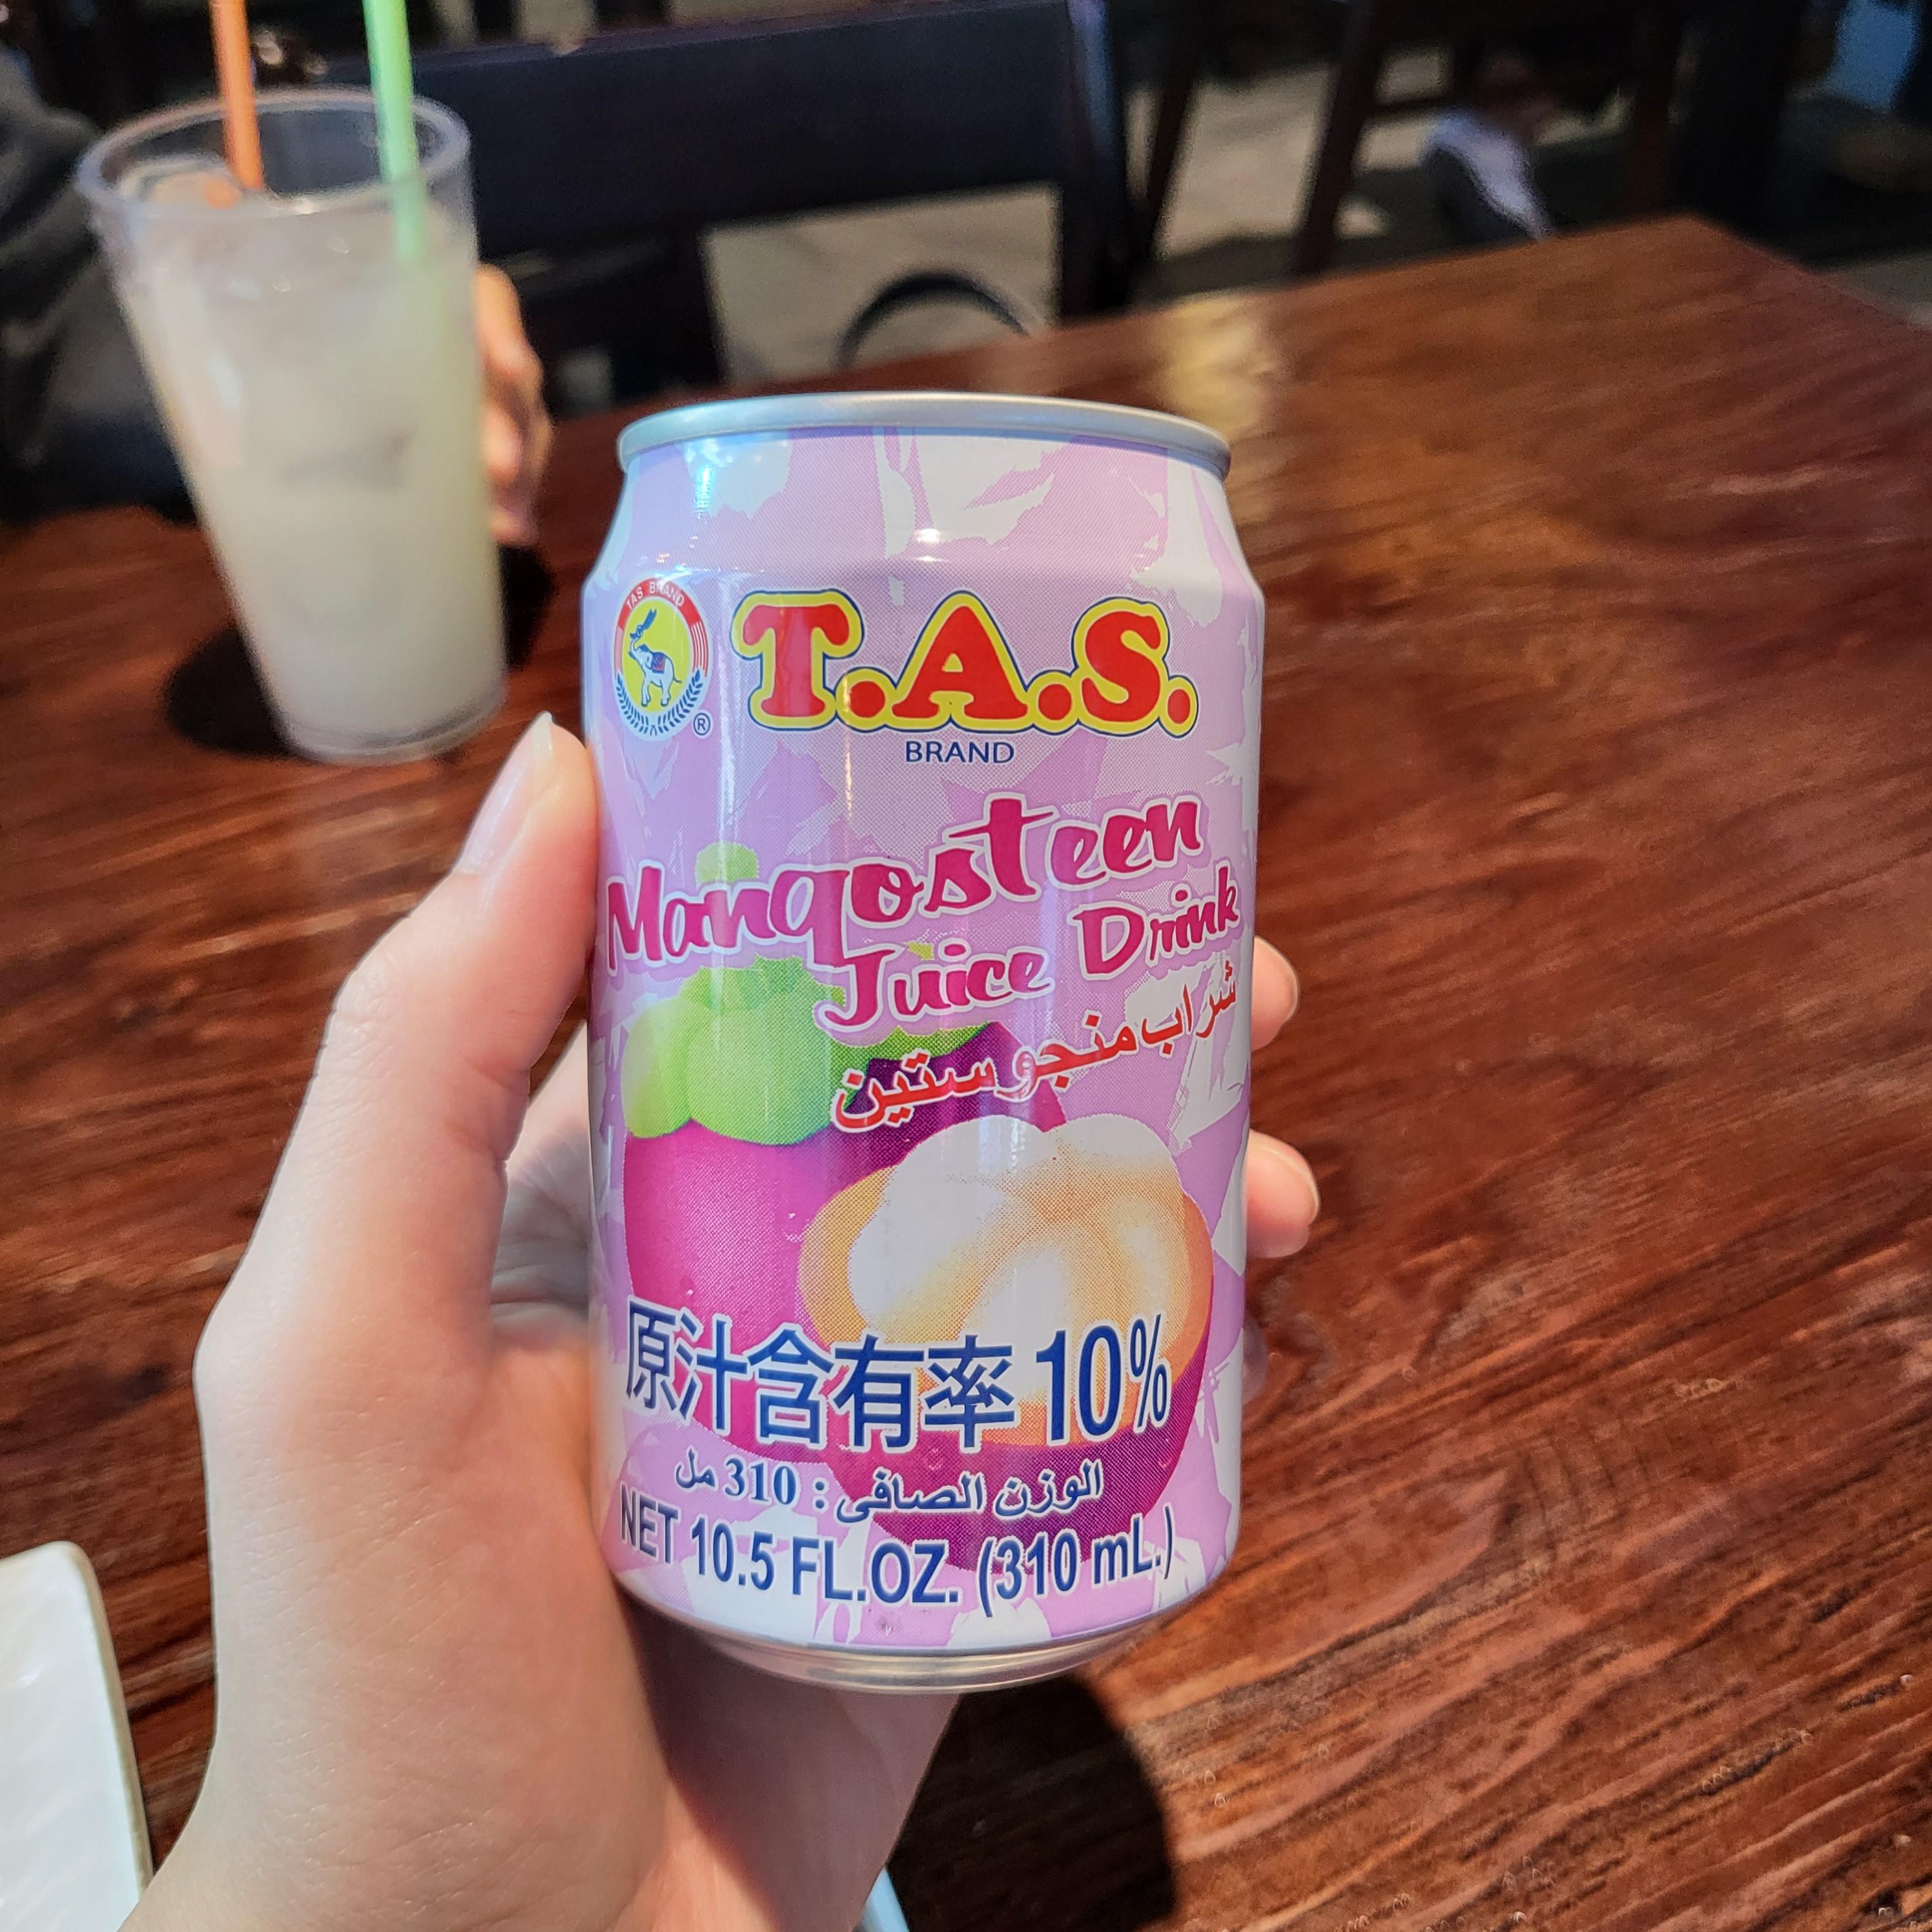 TAS BRAND
®
T.A.S.
BRAND
Mangosteen
Juice Drink
شراب منجوستين
原汁含有率10%
الوزن الصافى : 310 مل
NET 10.5 FL.OZ. (310 mL.)